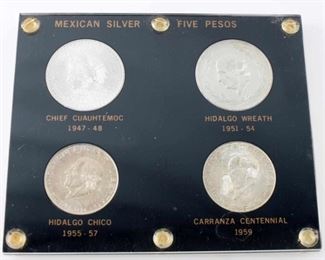 MEXICAN SILVER FIVE PESOS
CHIEF CUAUHTEMOC
1947-48
HIDALGO WREATH
1951-54
HIDALGO CHICO
1955-57
CARRANZA CENTENNIAL
1959